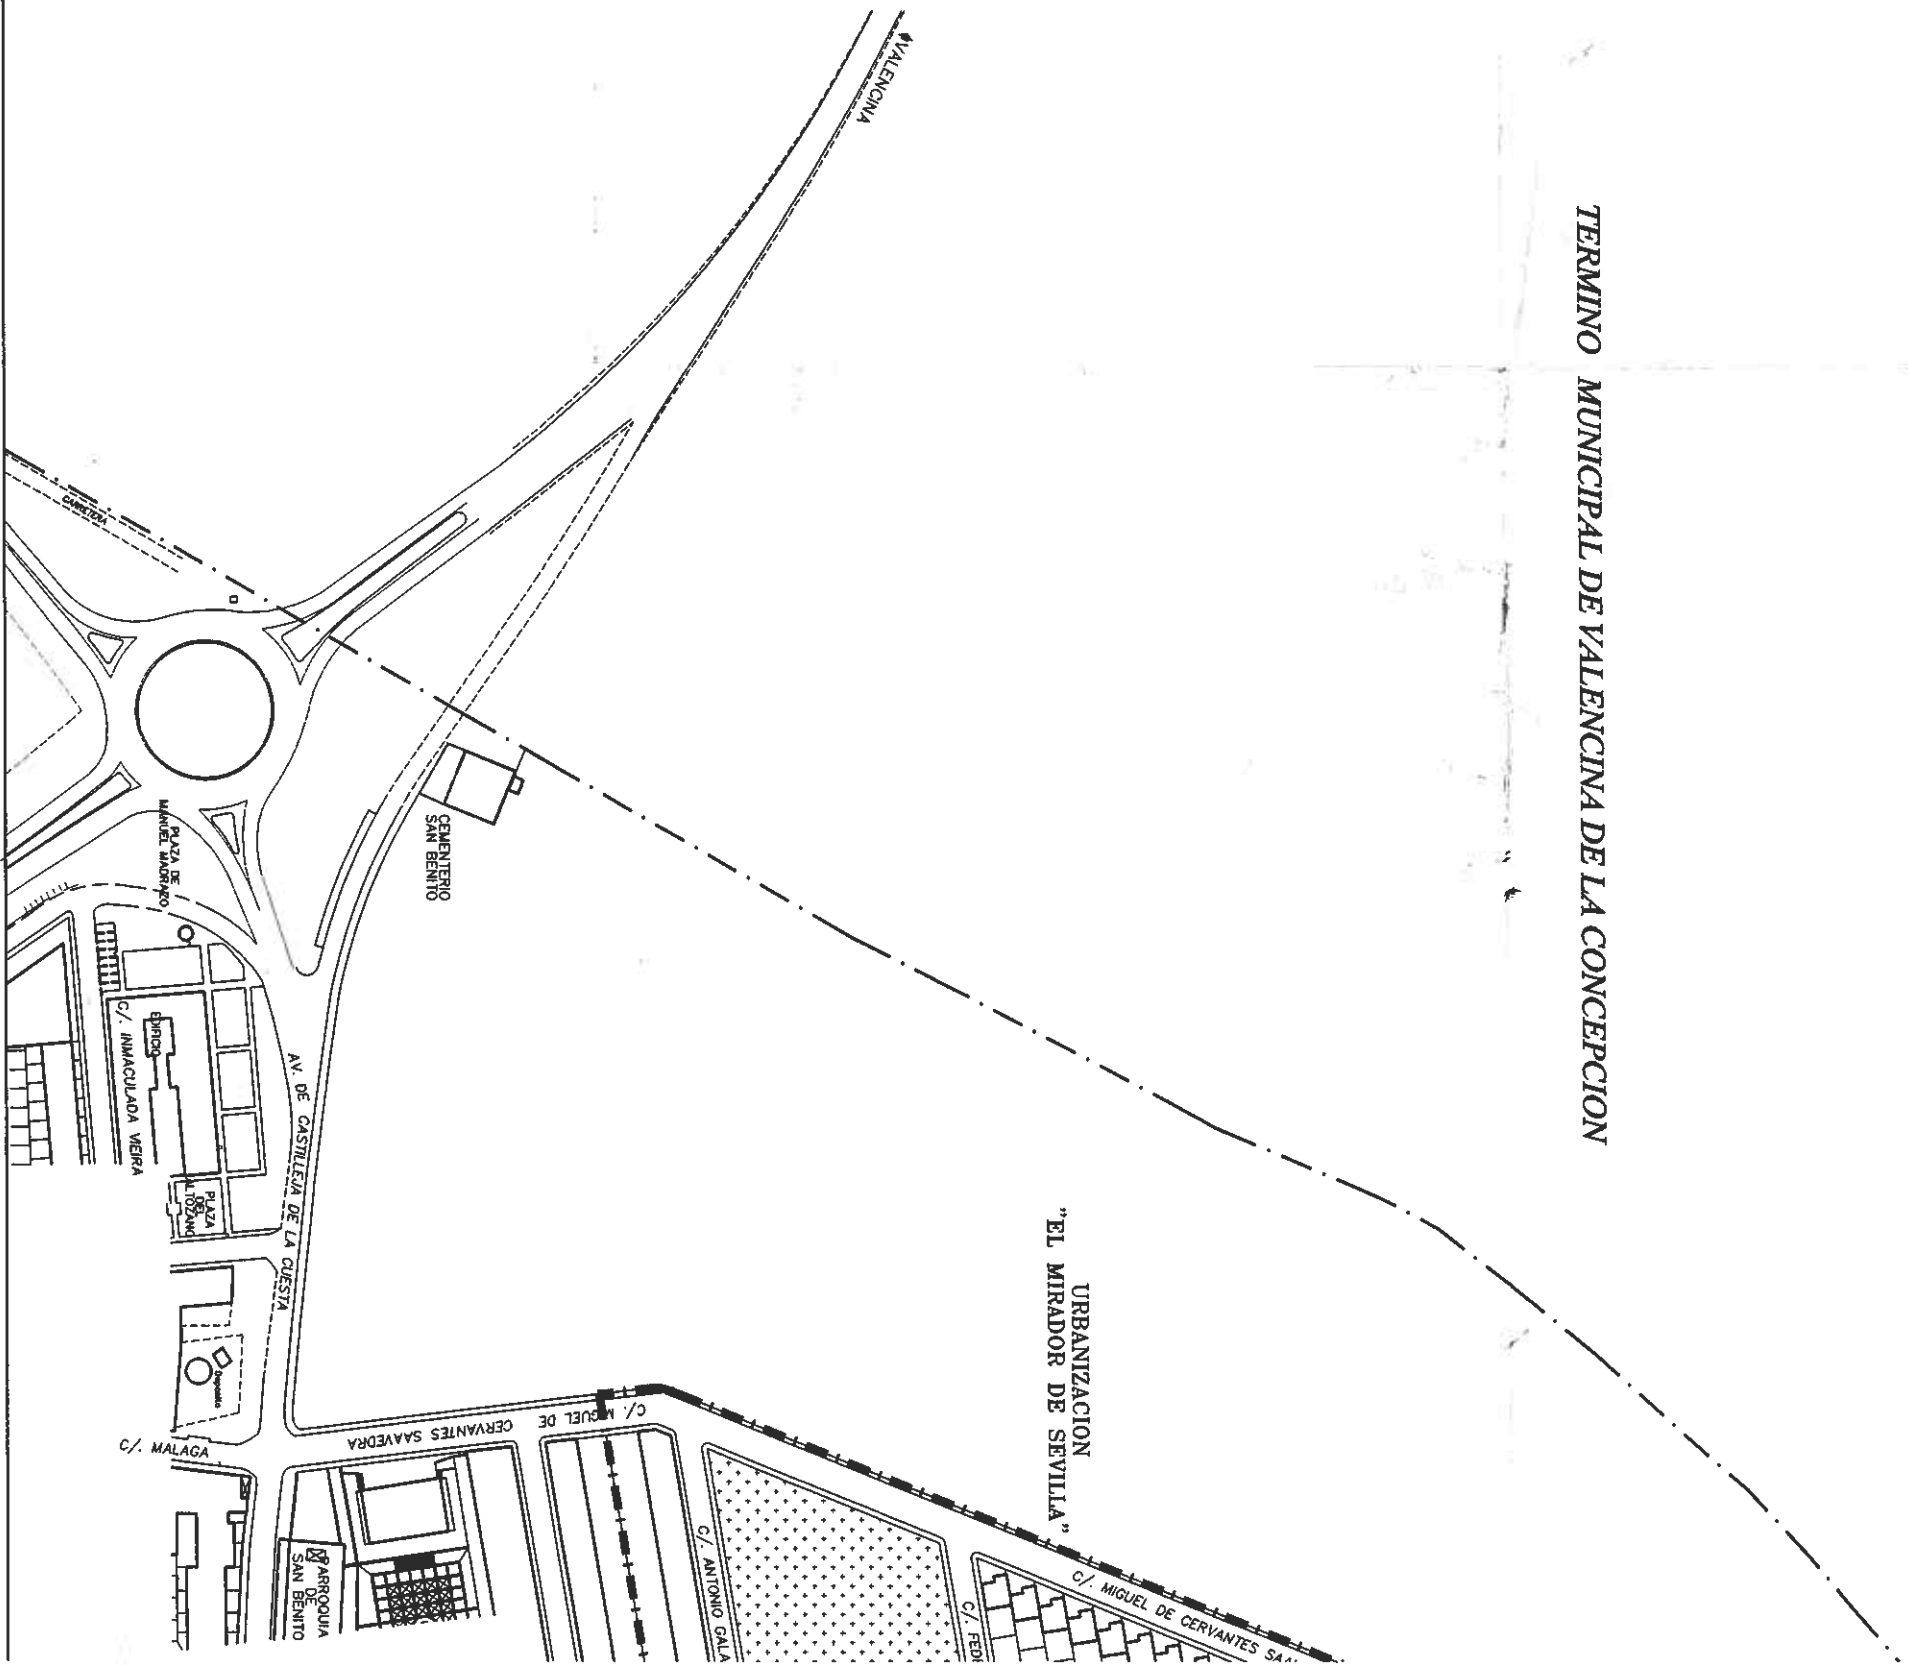 VALENCINA
TERMINO MUNICIPAL DE VALENCINA DE LA CONCEPCION
CARRETERA
CEMENTERIO
SAN BENITO
PLAZA DE
MANUEL MADRAZO
EDIFICIO
C/. INMACULADA VIEIRA
AV. DE CASTILLEJA DE LA CUESTA
PLAZA
DEL
ALTOZANO
Deposito
URBANIZACION
"EL MIRADOR DE SEVILLA"
C/. MALAGA
C/. MIGUEL DE
CERVANTES SAAVEDRA
PARROQUIA
DE
SAN BENITO
C/. ANTONIO GALA
C/. FEDE
C/. MIGUEL DE CERVANTES SAA